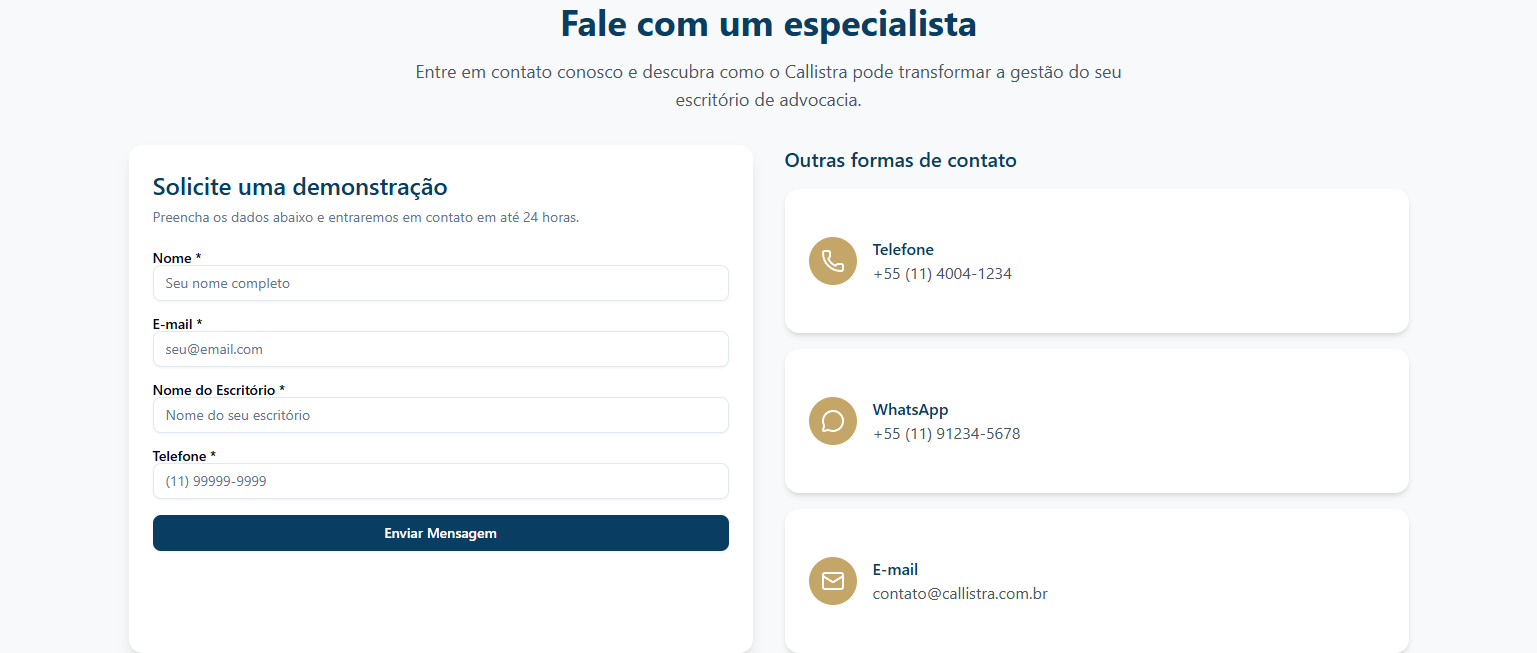 Fale com um especialista
Entre em contato conosco e descubra como o Callistra pode transformar a gestão do seu
escritório de advocacia.
Solicite uma demonstração
Preencha os dados abaixo e entraremos em contato em até 24 horas.
Nome *
Seu nome completo
E-mail *
seu@email.com
Nome do Escritório *
Nome do seu escritório
Telefone *
(11) 99999-9999
Enviar Mensagem
Outras formas de contato
Telefone
+55 (11) 4004-1234
WhatsApp
+55 (11) 91234-5678
E-mail
contato@callistra.com.br